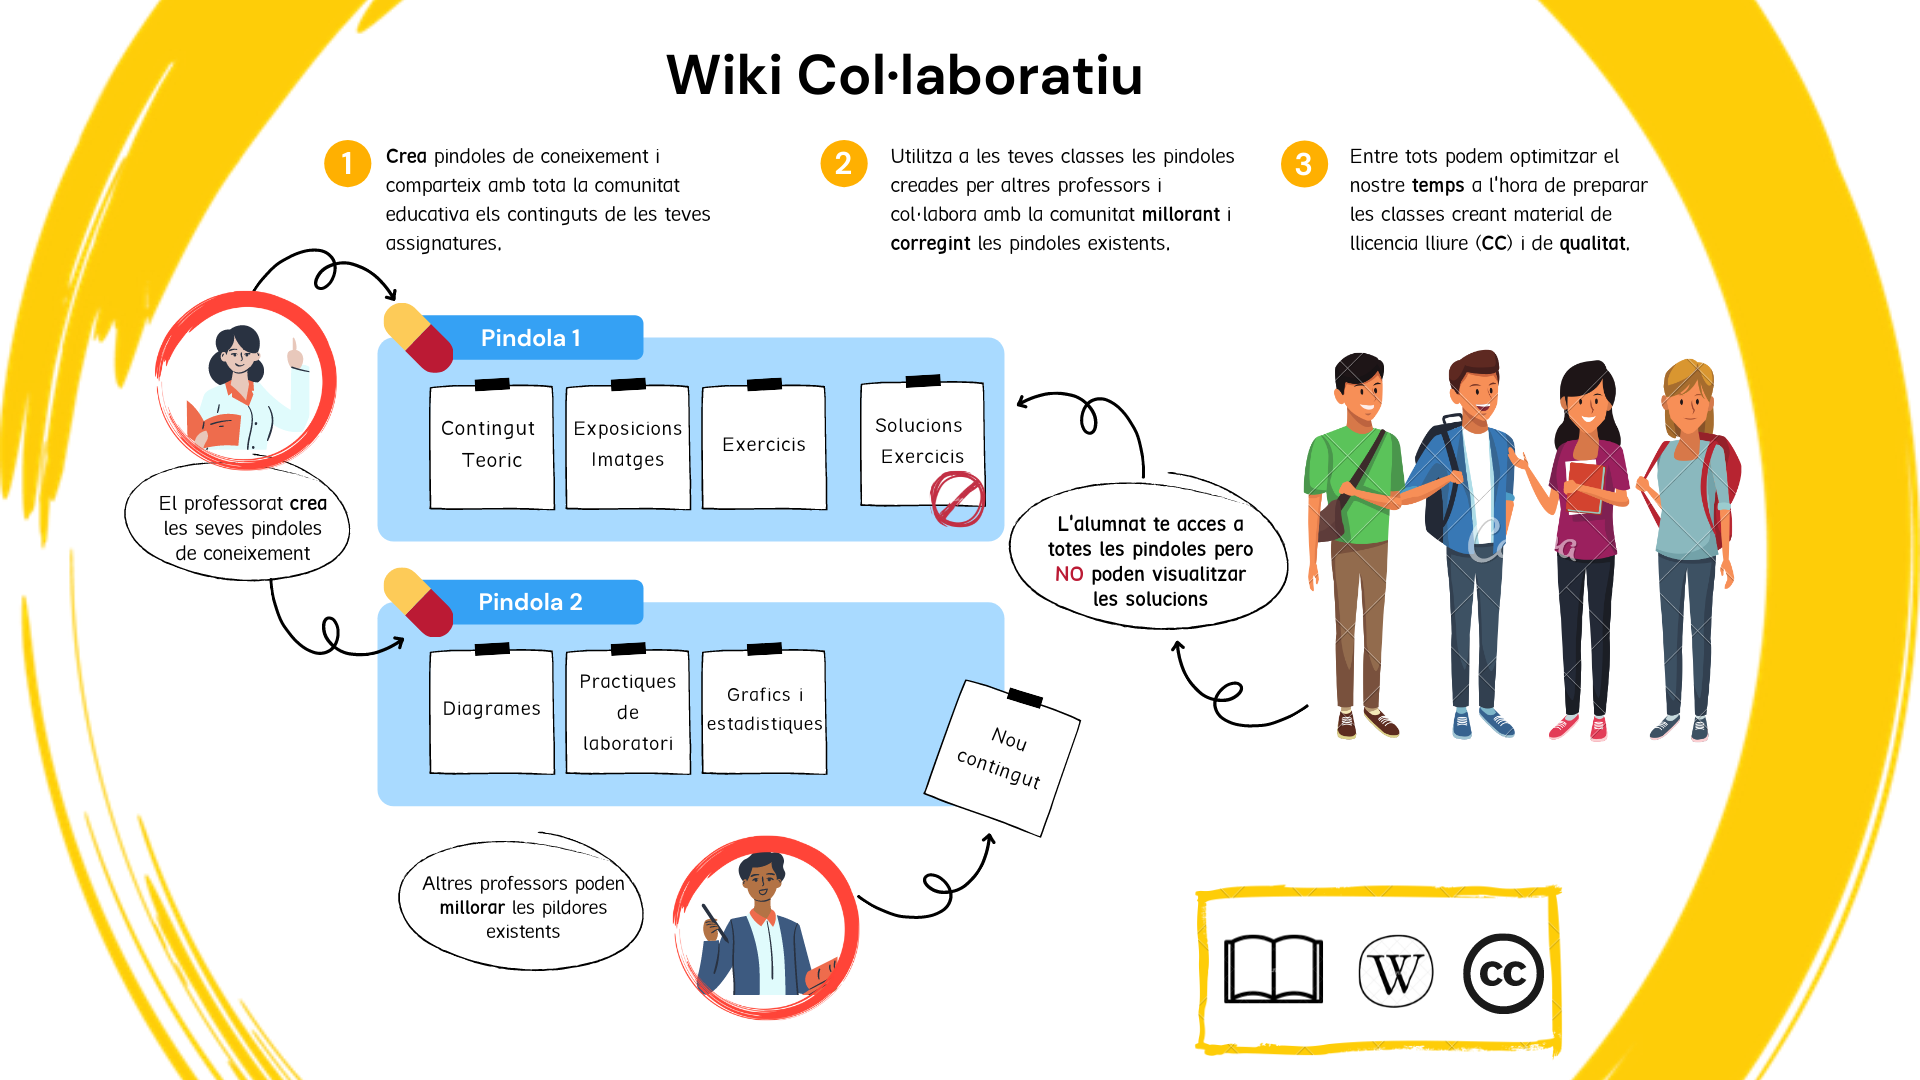 Wiki Col·laboratiu
1
Crea pindoles de coneixement i
comparteix amb tota la comunitat
educativa els continguts de les teves
assignatures.
2
Utilitza a les teves classes les pindoles
creades per altres professors i
col·labora amb la comunitat millorant i
corregint les pindoles existents.
3
Entre tots podem optimitzar el
nostre temps a l'hora de preparar
les classes creant material de
llicencia lliure (CC) i de qualitat.
Pindola 1
Contingut
Teoric
Exposicions
Imatges
Exercicis
Solucions
Exercicis
El professorat crea
les seves pindoles
de coneixement
L'alumnat te acces a
totes les pindoles pero
NO poden visualitzar
les solucions
Pindola 2
Diagrames
Practiques
de
laboratori
Grafics i
estadistiques
Nou
contingut
Altres professors poden
millorar les pildores
existents
W
CC